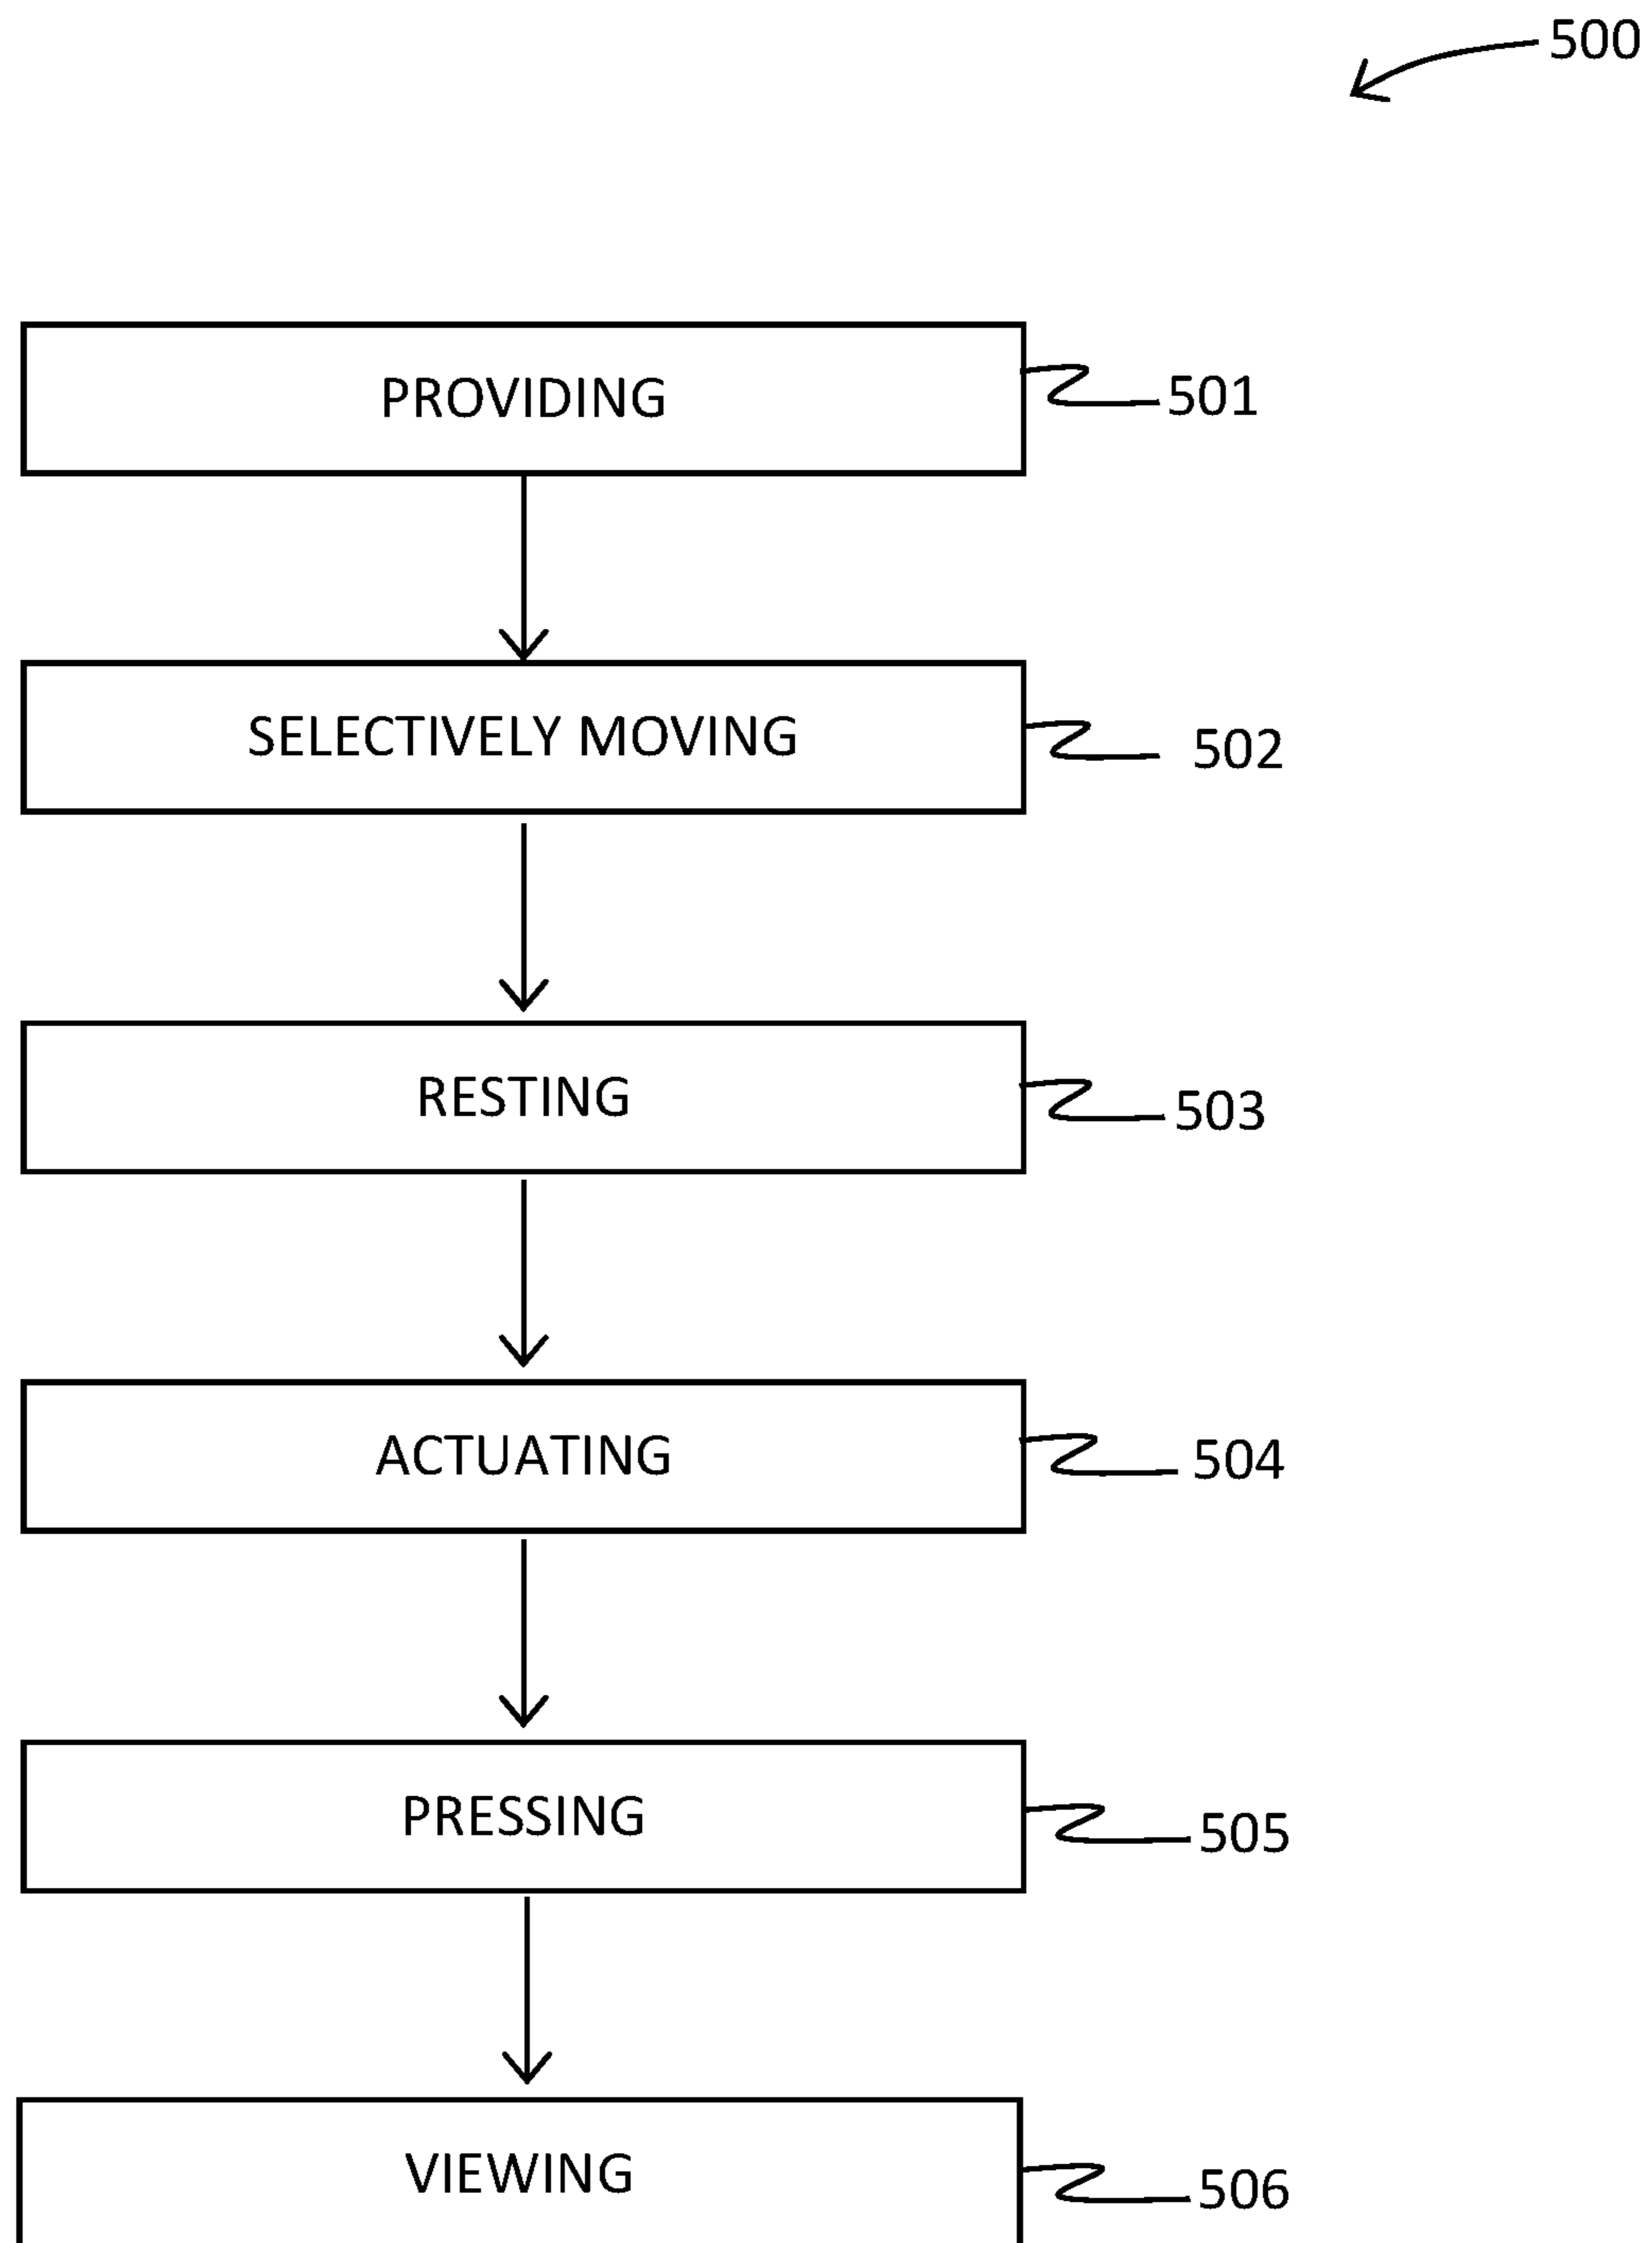 500
PROVIDING
501
SELECTIVELY MOVING
502
RESTING
503
ACTUATING
504
PRESSING
505
VIEWING
506